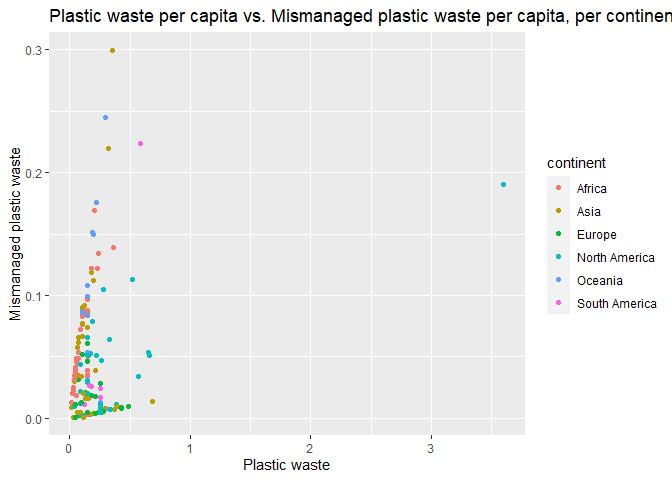 Plastic waste per capita vs. Mismanaged plastic waste per capita, per continen
0.3
0.2
0.1
0.0
Mismanaged plastic waste
0 1 2 3
Plastic waste
continent
Africa
Asia
Europe
North America
Oceania
South America